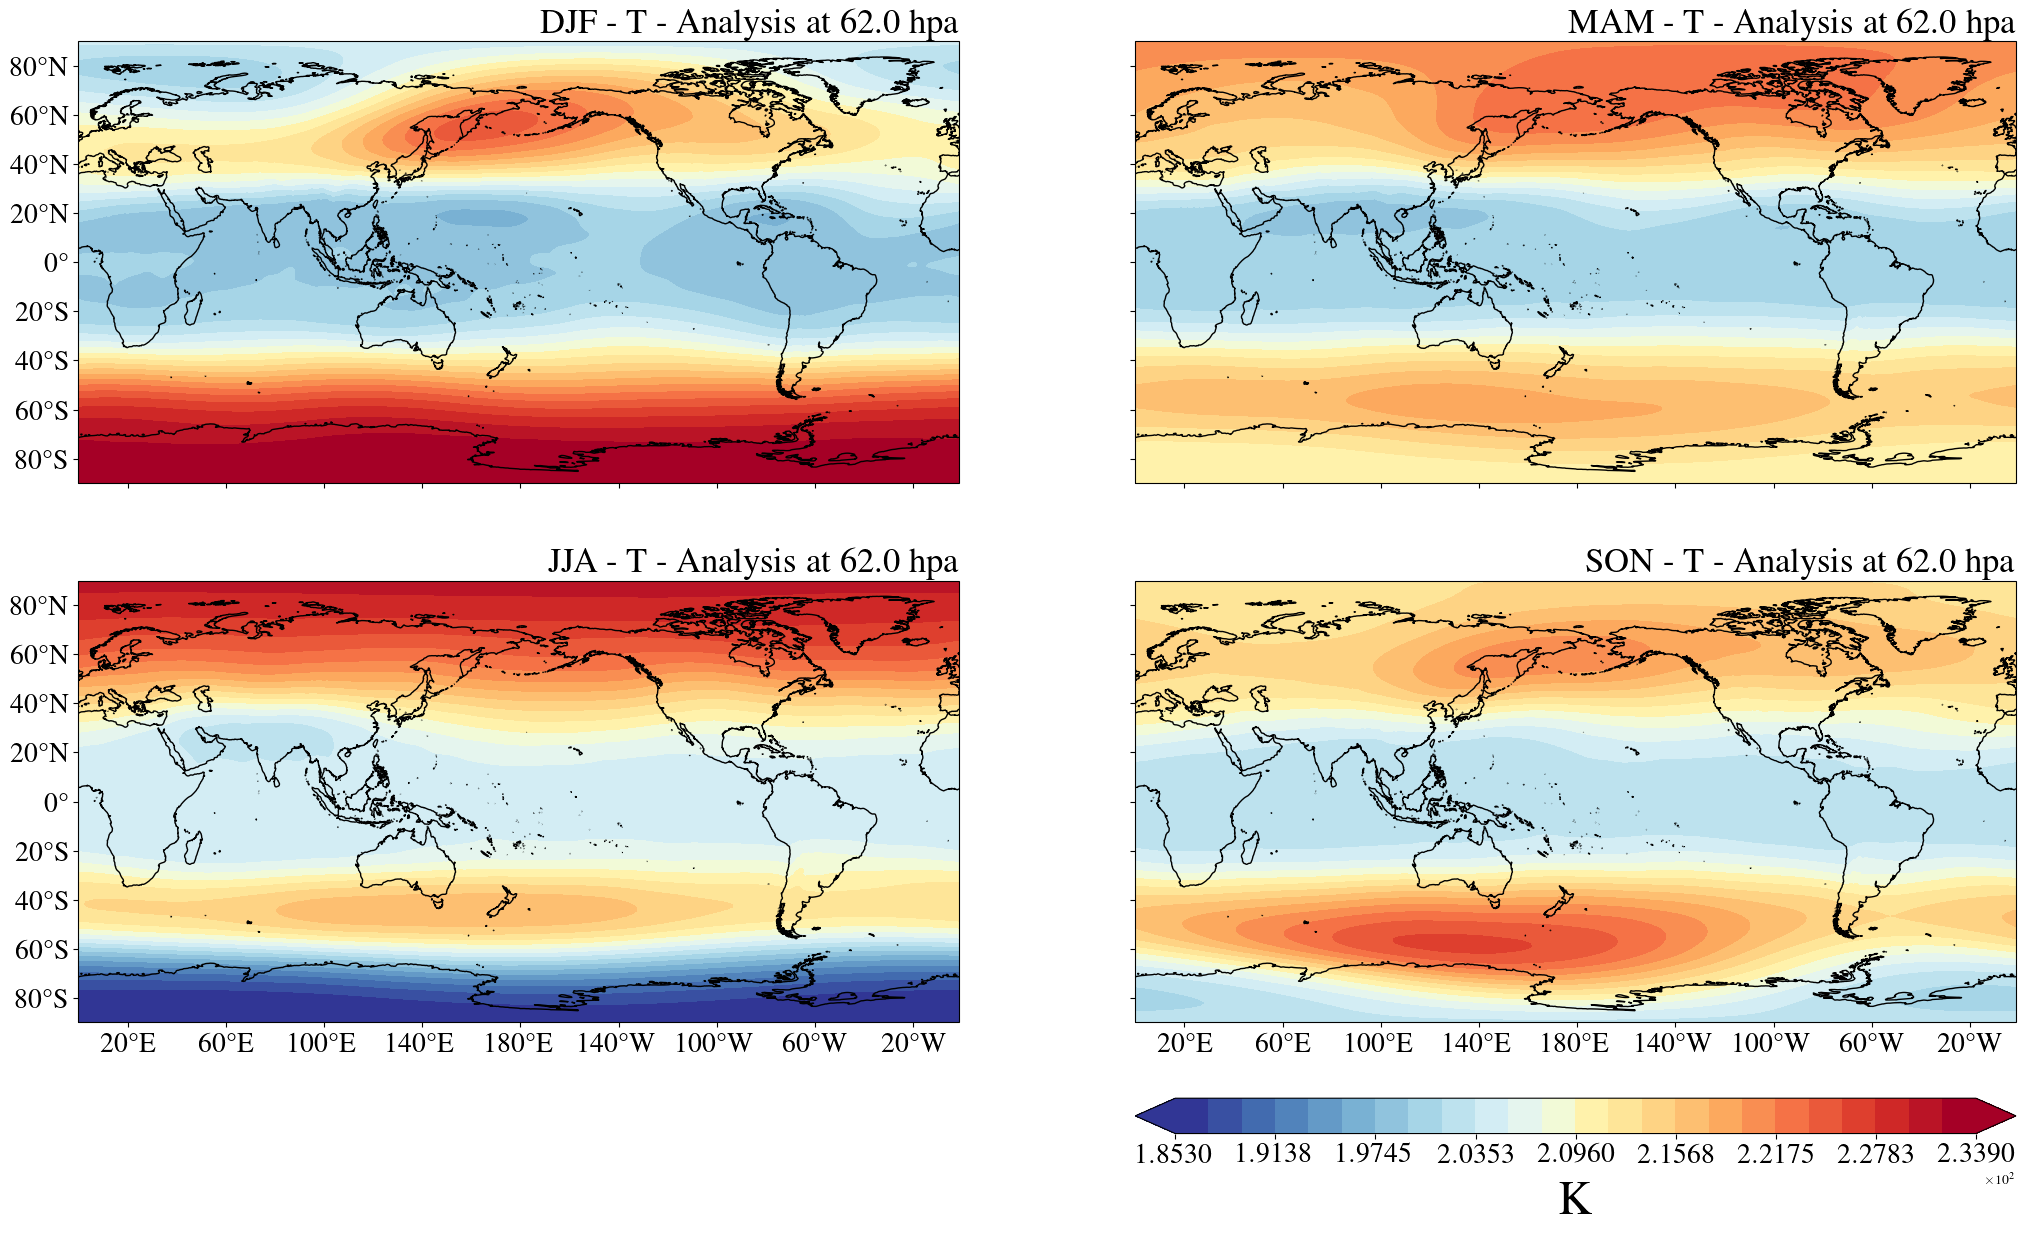 DJF - T - Analysis at 62.0 hpa
MAM - T - Analysis at 62.0 hpa
80°N
60°N
40°N
20°N
0°
20°S
40°S
60°S
80°S
JJA - T - Analysis at 62.0 hpa
SON - T - Analysis at 62.0 hpa
80°N
60°N
40°N
20°N
0°
20°S
40°S
60°S
80°S
20°E 60°E 100°E 140°E 180°E 140°W 100°W 60°W 20°W
20°E 60°E 100°E 140°E 180°E 140°W 100°W 60°W 20°W
1.8530 1.9138 1.9745 2.0353 2.0960 2.1568 2.2175 2.2783 2.3390
×10²
K